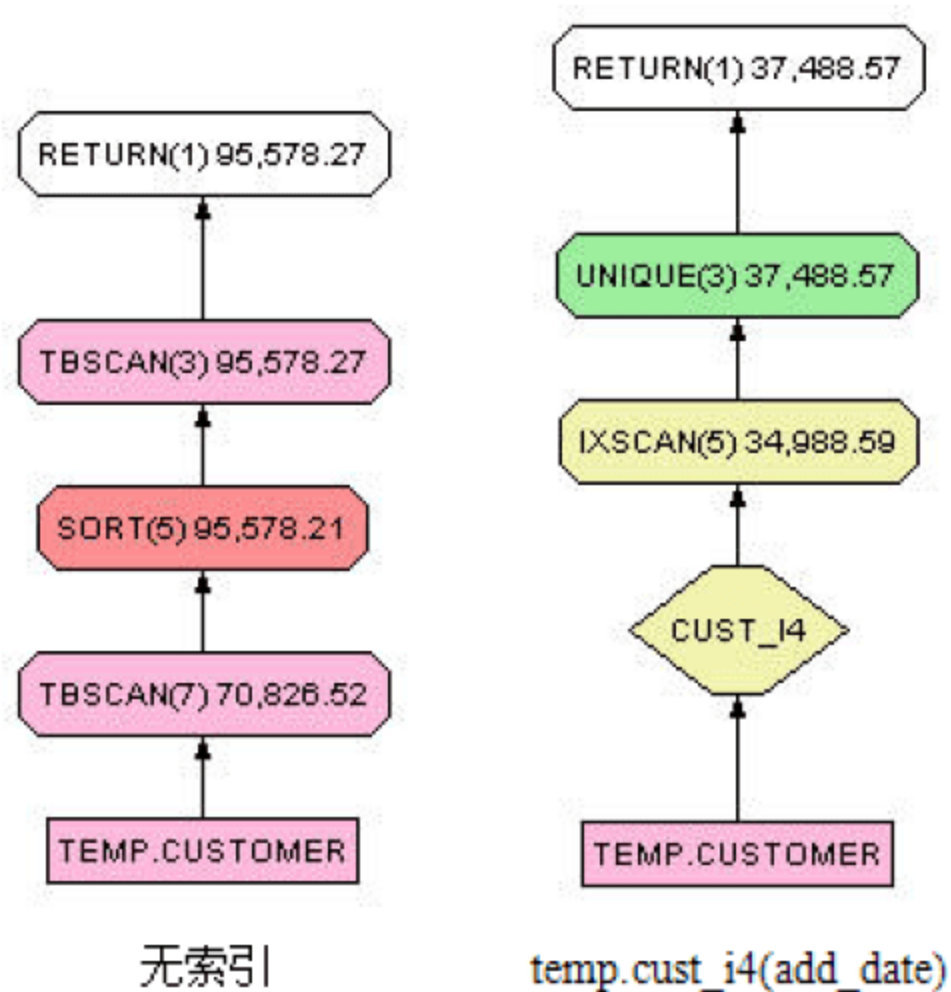 RETURN(1) 95,578.27
TBSCAN(3) 95,578.27
SORT(5) 95,578.21
TBSCAN(7) 70,826.52
TEMP.CUSTOMER
无索引
RETURN(1) 37,488.57
UNIQUE(3) 37,488.57
IXSCAN(5) 34,988.59
CUST_I4
TEMP.CUSTOMER
temp.cust_i4(add_date)